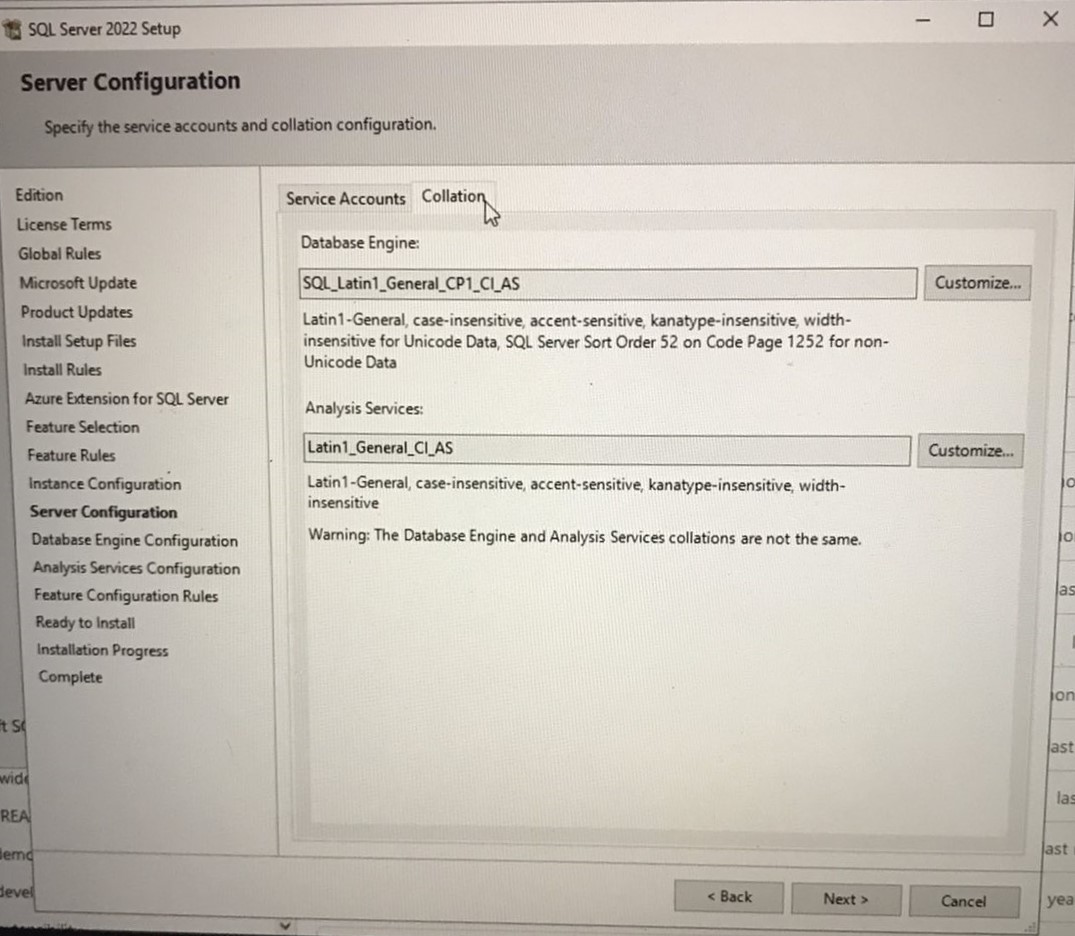 SQL Server 2022 Setup
Server Configuration
Specify the service accounts and collation configuration.
Edition
License Terms
Global Rules
Microsoft Update
Product Updates
Install Setup Files
Install Rules
Azure Extension for SQL Server
Feature Selection
Feature Rules
Instance Configuration
Server Configuration
Database Engine Configuration
Analysis Services Configuration
Feature Configuration Rules
Ready to Install
Installation Progress
Complete
Service Accounts
Collation
Database Engine:
SQL_Latin1_General_CP1_CI_AS
Customize...
Latin1-General, case-insensitive, accent-sensitive, kanatype-insensitive, width-
insensitive for Unicode Data, SQL Server Sort Order 52 on Code Page 1252 for non-
Unicode Data
Analysis Services:
Latin1_General_CI_AS
Customize...
Latin1-General, case-insensitive, accent-sensitive, kanatype-insensitive, width-
insensitive
Warning: The Database Engine and Analysis Services collations are not the same.
< Back
Next >
Cancel